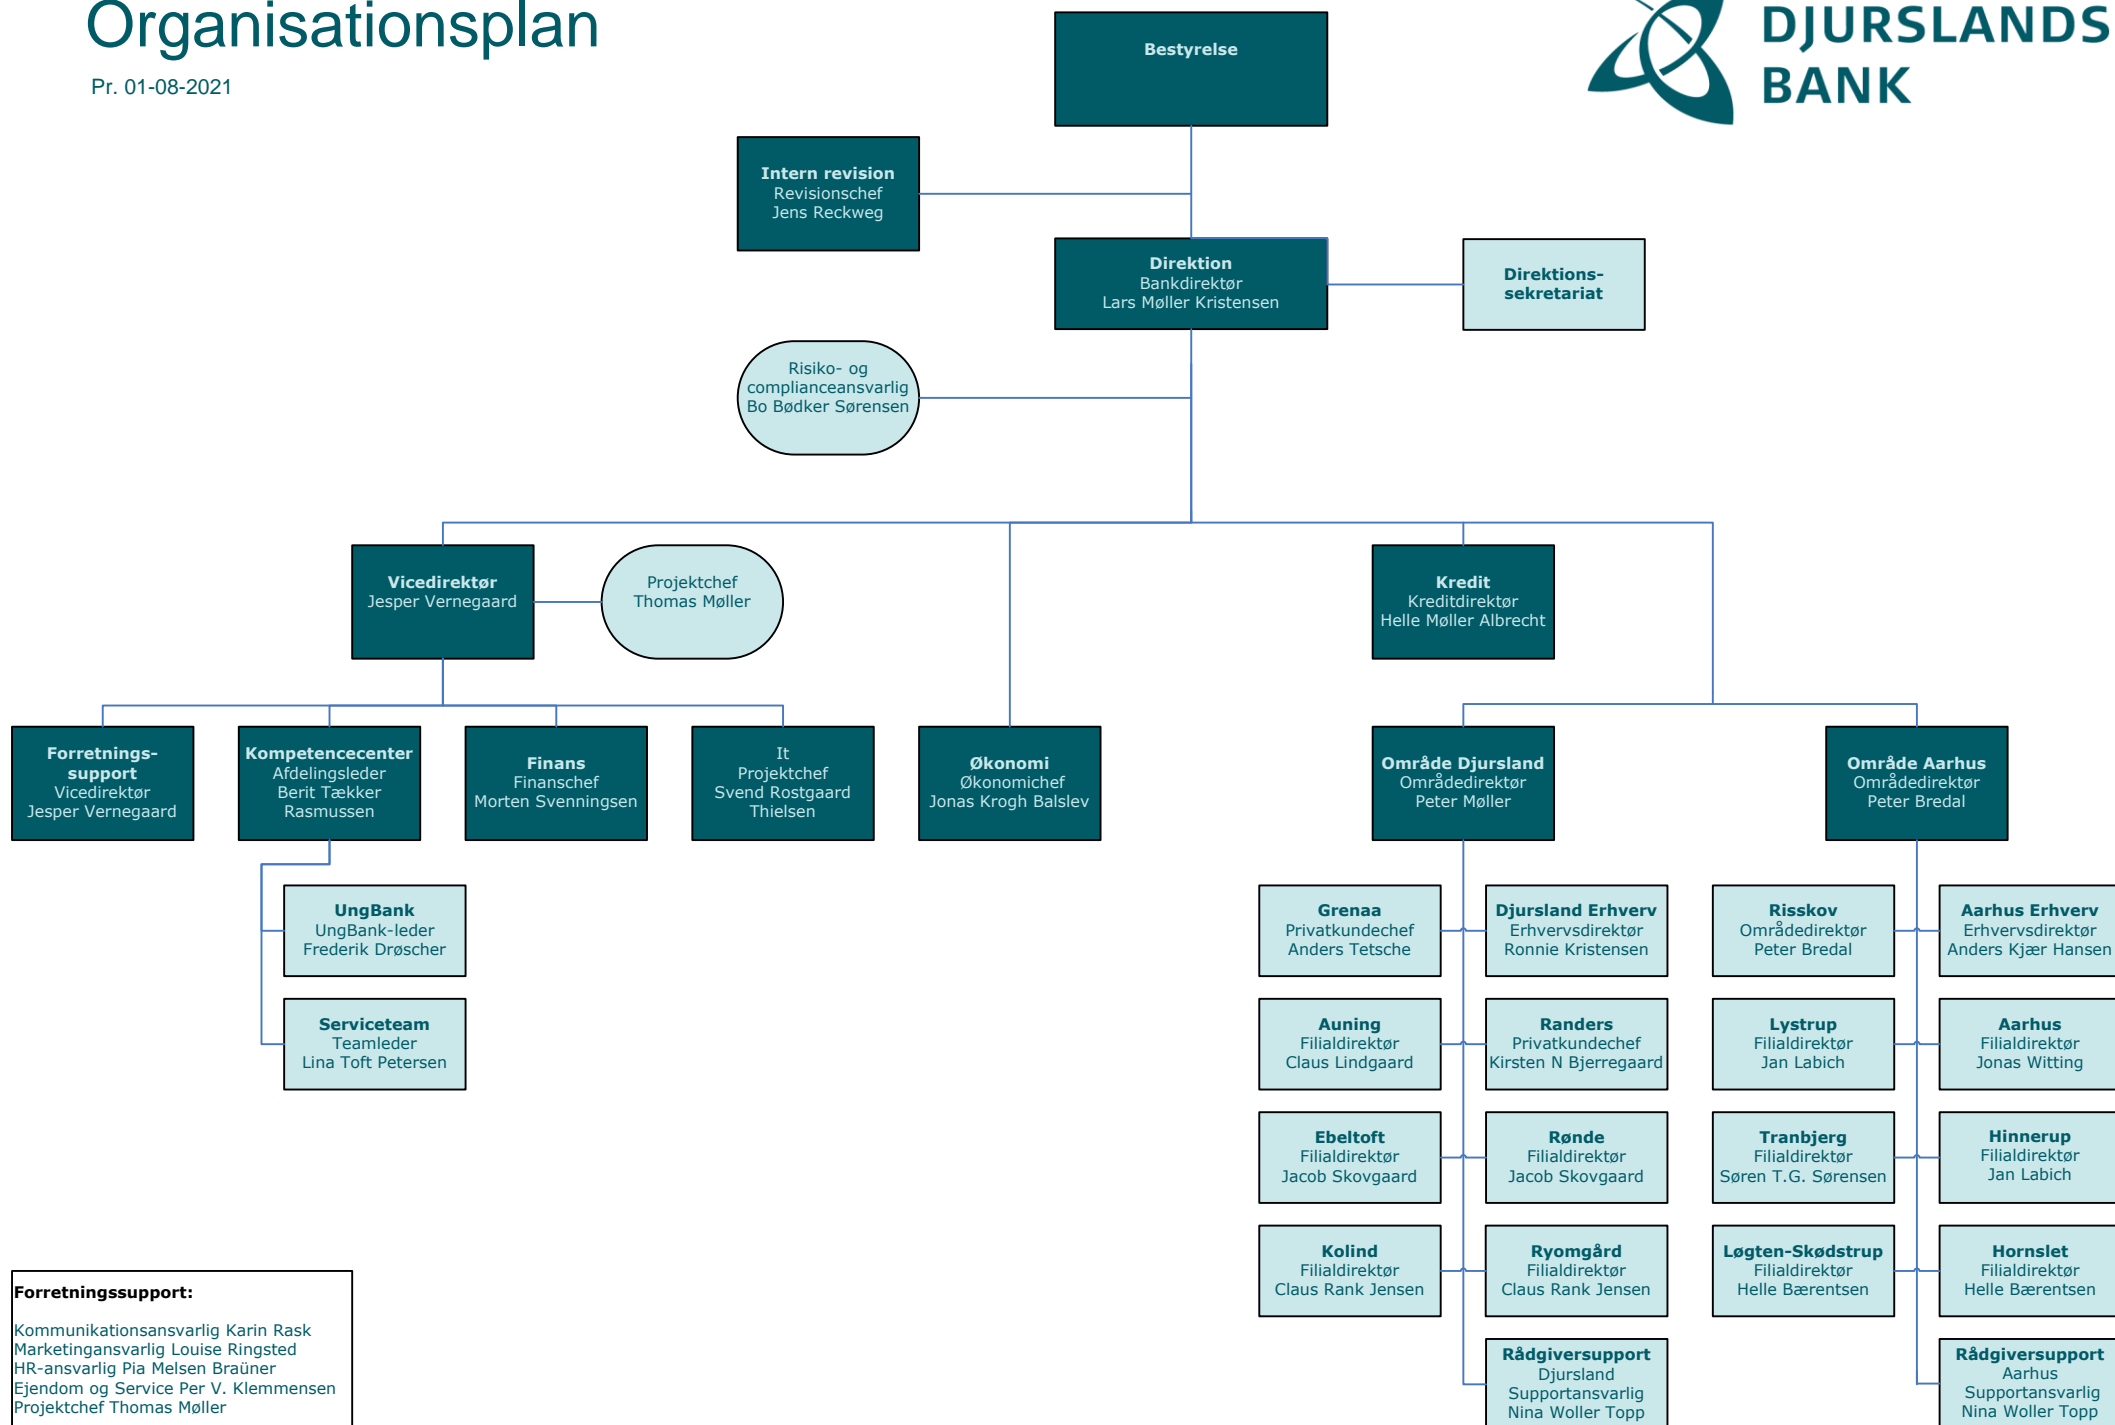 Organisationsplan
Pr. 01-08-2021
DJURSLANDS
BANK
Bestyrelse
Intern revision
Revisionschef
Jens Reckweg
Direktion
Bankdirektør
Lars Møller Kristensen
Direktions-
sekretariat
Risiko- og
complianceansvarlig
Bo Bødker Sørensen
Vicedirektør
Jesper Vernegaard
Projektchef
Thomas Møller
Kredit
Kreditdirektør
Helle Møller Albrecht
Forretnings-
support
Vicedirektør
Jesper Vernegaard
Kompetencecenter
Afdelingsleder
Berit Tækker
Rasmussen
Finans
Finanschef
Morten Svenningsen
It
Projektchef
Svend Rostgaard
Thielsen
Økonomi
Økonomichef
Jonas Krogh Balslev
Område Djursland
Områdedirektør
Peter Møller
Område Aarhus
Områdedirektør
Peter Bredal
UngBank
UngBank-leder
Frederik Drøscher
Serviceteam
Teamleder
Lina Toft Petersen
Grenaa
Privatkundechef
Anders Tetsche
Djursland Erhverv
Erhvervsdirektør
Ronnie Kristensen
Risskov
Områdedirektør
Peter Bredal
Aarhus Erhverv
Erhvervsdirektør
Anders Kjær Hansen
Auning
Filialdirektør
Claus Lindgaard
Randers
Privatkundechef
Kirsten N Bjerregaard
Lystrup
Filialdirektør
Jan Labich
Aarhus
Filialdirektør
Jonas Witting
Ebeltoft
Filialdirektør
Jacob Skovgaard
Rønde
Filialdirektør
Jacob Skovgaard
Tranbjerg
Filialdirektør
Søren T.G. Sørensen
Hinnerup
Filialdirektør
Jan Labich
Kolind
Filialdirektør
Claus Rank Jensen
Ryomgård
Filialdirektør
Claus Rank Jensen
Løgten-Skødstrup
Filialdirektør
Helle Bærentsen
Hornslet
Filialdirektør
Helle Bærentsen
Rådgiversupport
Djursland
Supportansvarlig
Nina Woller Topp
Rådgiversupport
Aarhus
Supportansvarlig
Nina Woller Topp
Forretningssupport:
Kommunikationsansvarlig Karin Rask
Marketingansvarlig Louise Ringsted
HR-ansvarlig Pia Melsen Braüner
Ejendom og Service Per V. Klemmensen
Projektchef Thomas Møller